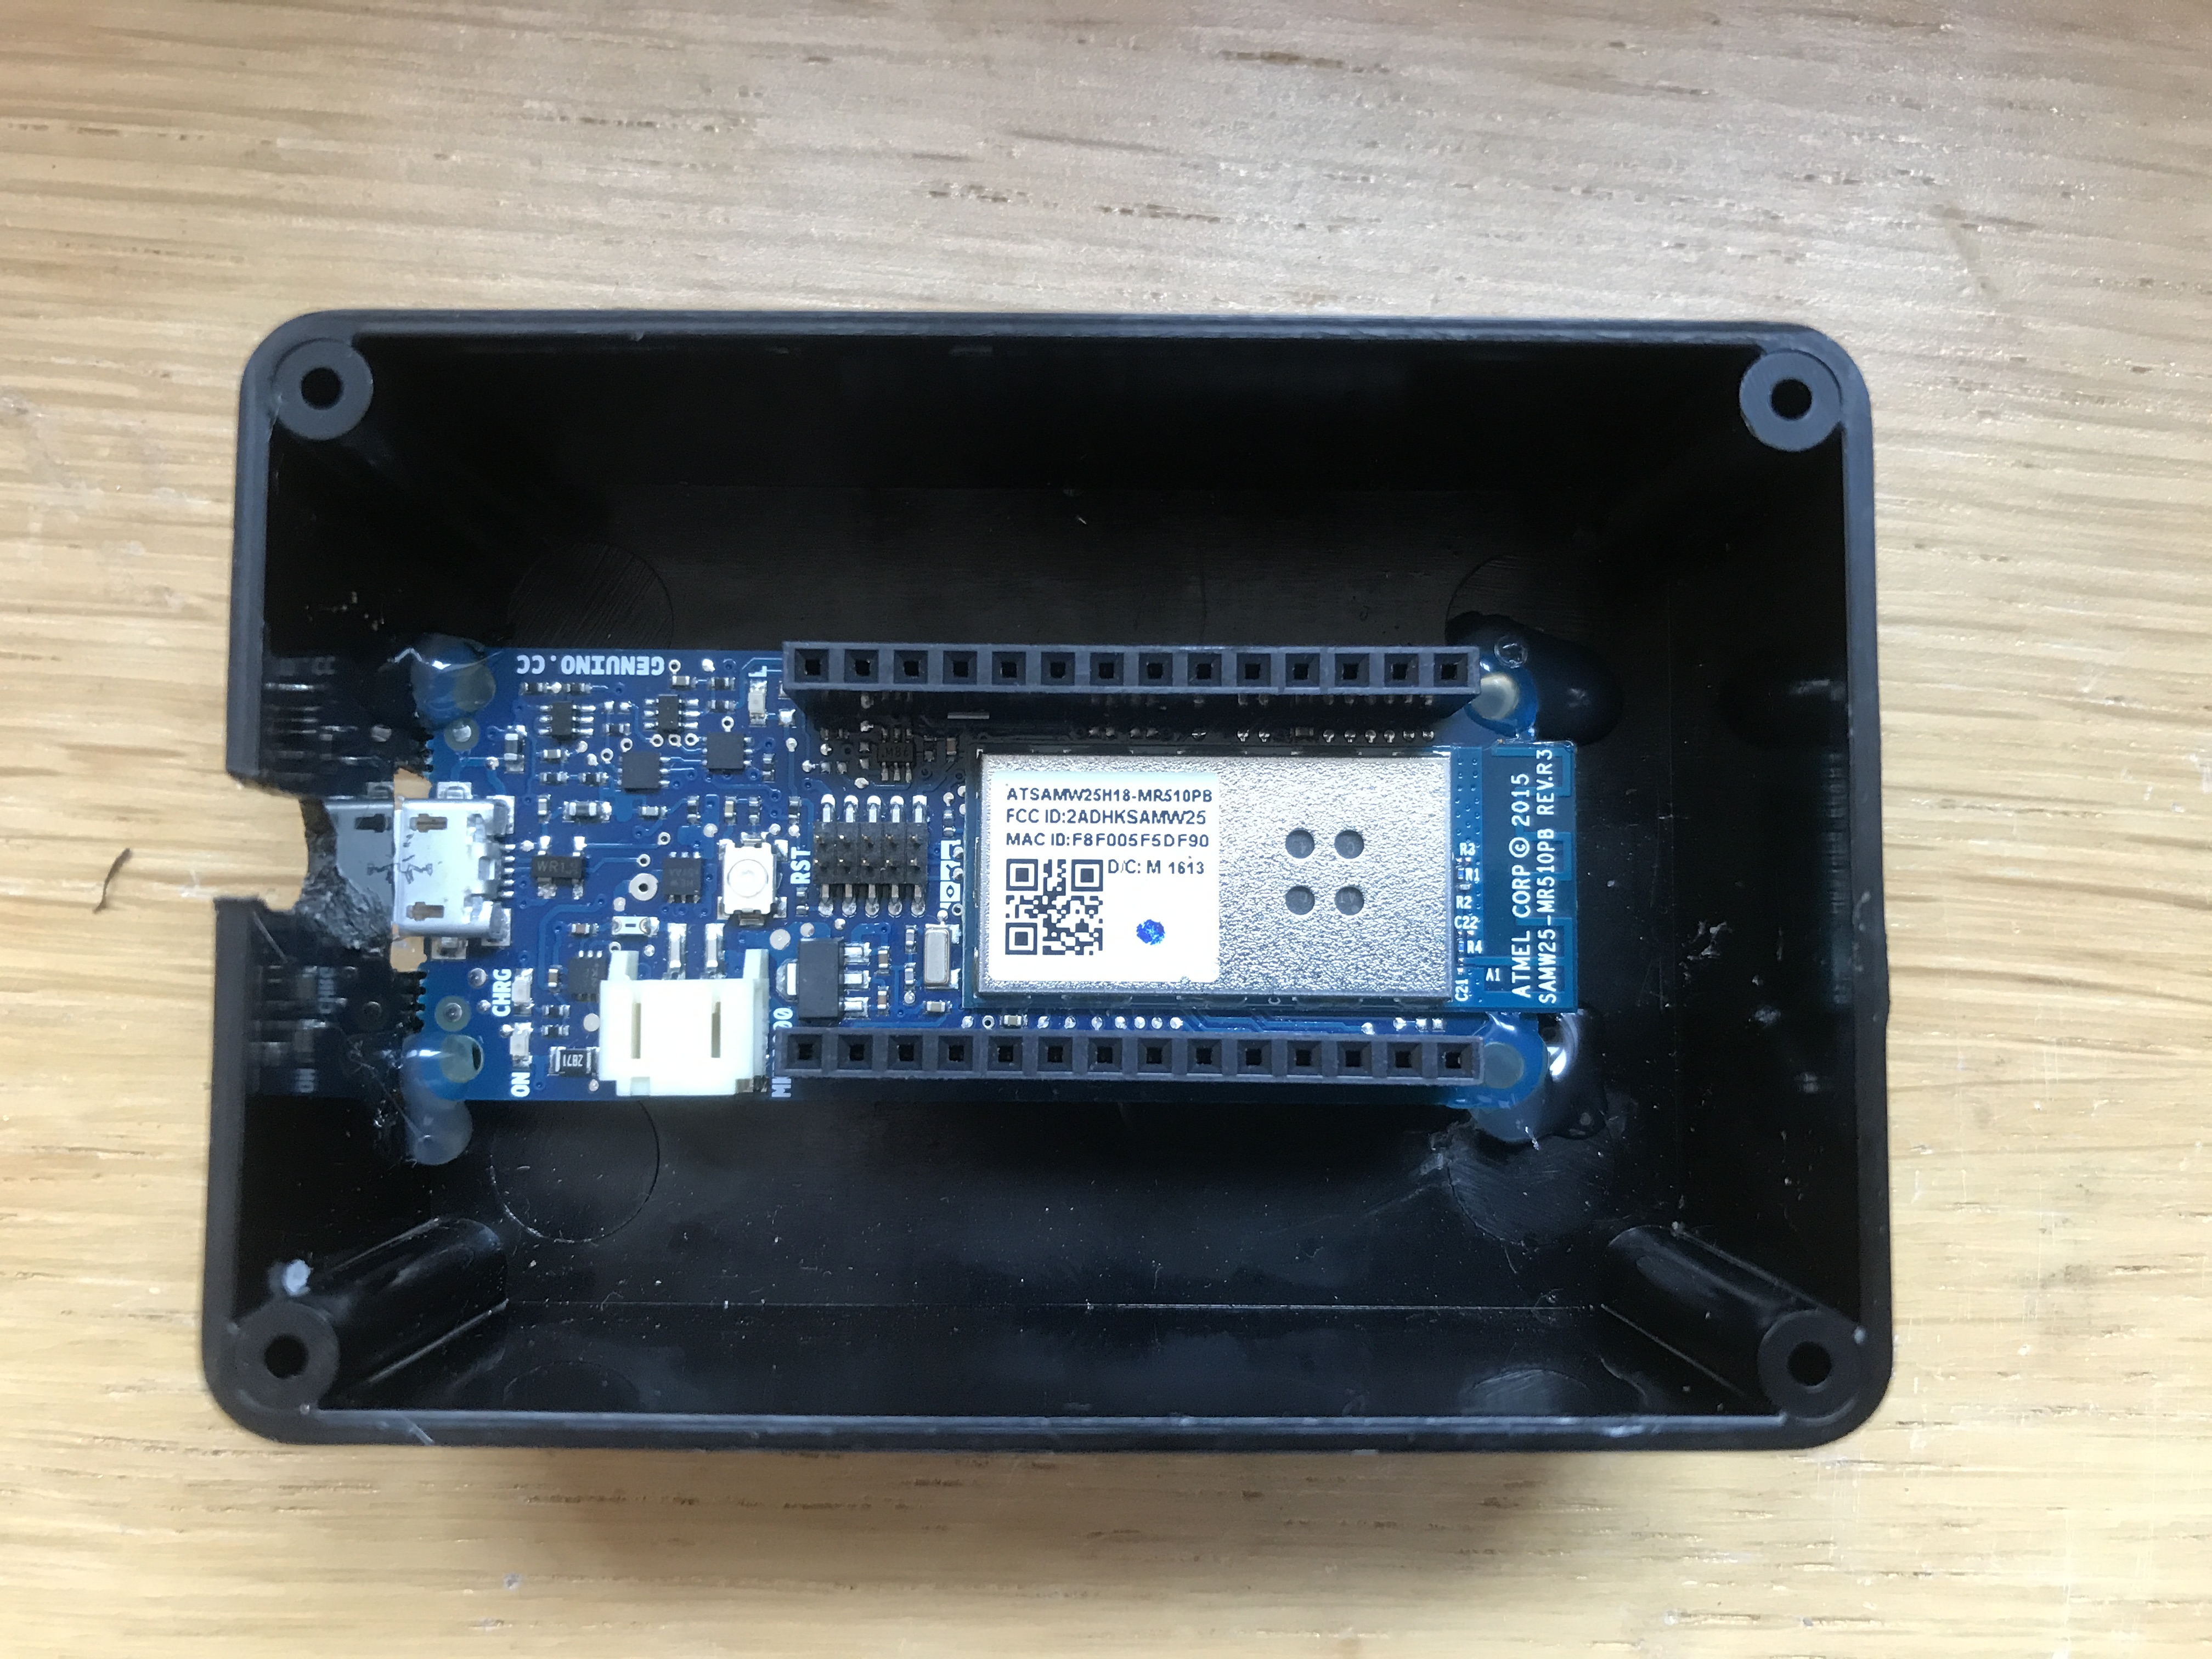 GENUINO.CC
L
ATSAMW25H18-MR510PB
FCC ID:2ADHKSAMW25
MAC ID:F8F005F5DF90
D/C: M 1613
RST
CHRG
ON
R3
R1
R2
C22
R4
A1
C21
ATMEL CORP © 2015
SAMW25-MR510PB REV.R3